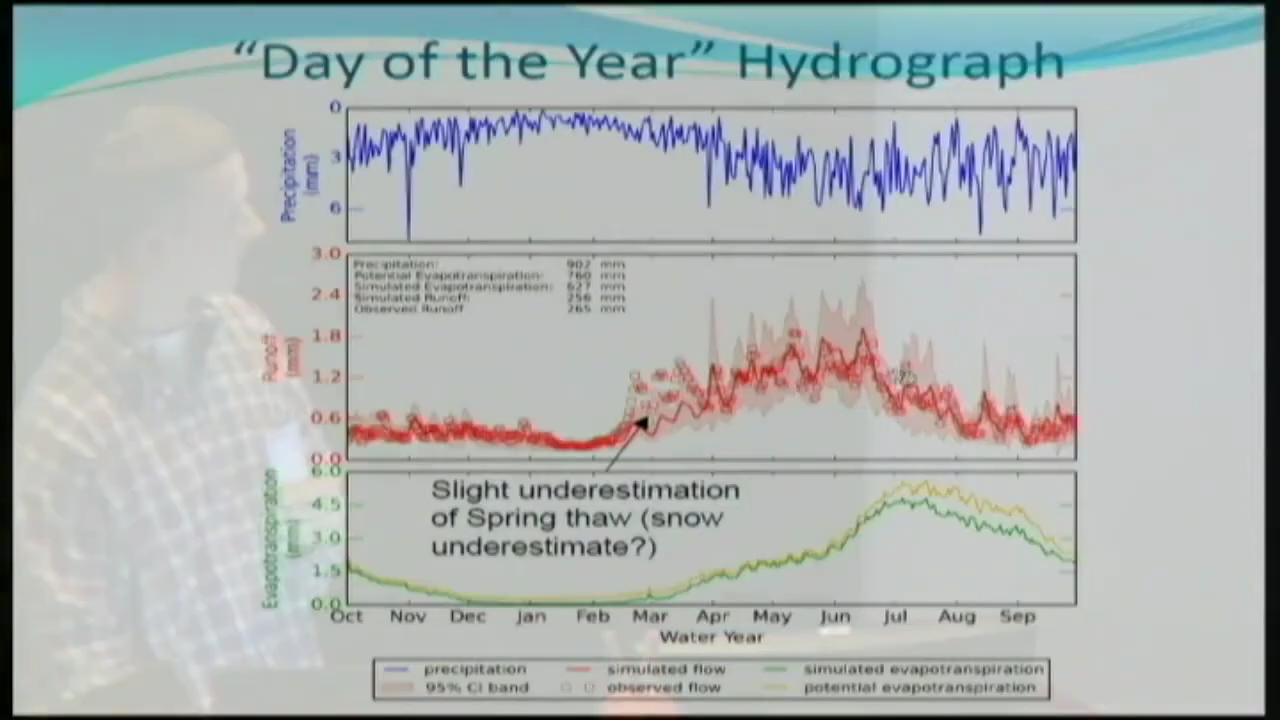 “Day of the Year” Hydrograph
Precipitation (mm)
0
3
6
Runoff (mm)
3.0
2.4
1.8
1.2
0.6
0.0
Precipitation: 902 mm
Potential Evapotranspiration: 760 mm
Simulated Evapotranspiration: 627 mm
Simulated Runoff: 256 mm
Observed Runoff 265 mm
Evapotranspiration (mm)
6.0
4.5
3.0
1.5
0.0
Slight underestimation
of Spring thaw (snow
underestimate?)
Oct Nov Dec Jan Feb Mar Apr May Jun Jul Aug Sep
Water Year
precipitation simulated flow simulated evapotranspiration
95% CI band observed flow potential evapotranspiration